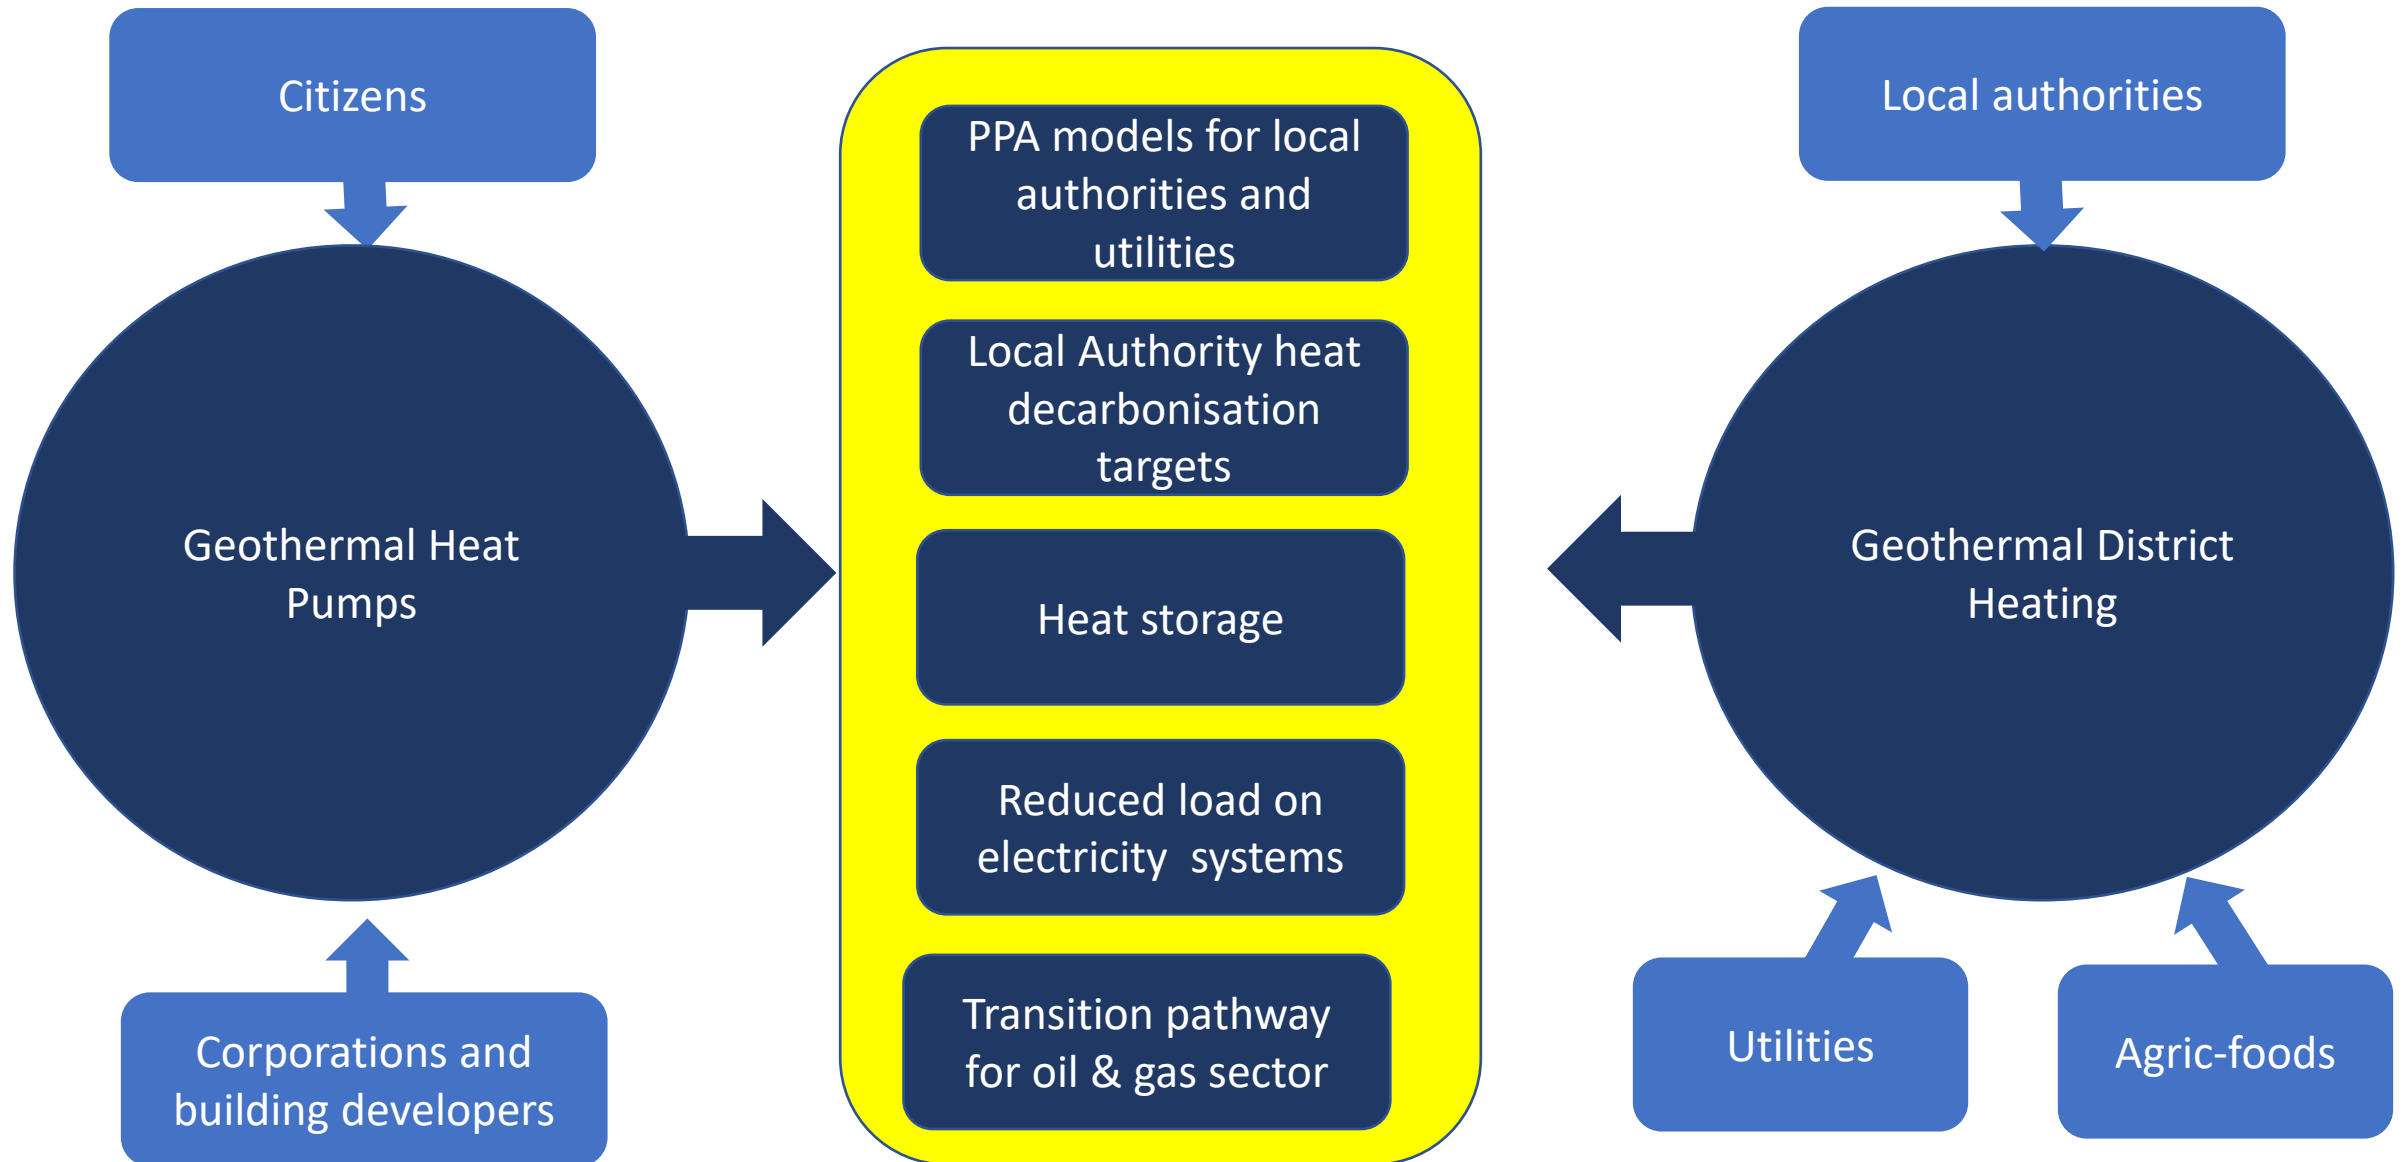 Citizens
Geothermal Heat
Pumps
Corporations and
building developers
PPA models for local
authorities and
utilities
Local Authority heat
decarbonisation
targets
Heat storage
Reduced load on
electricity  systems
Transition pathway
for oil & gas sector
Local authorities
Geothermal District
Heating
Utilities
Agric-foods